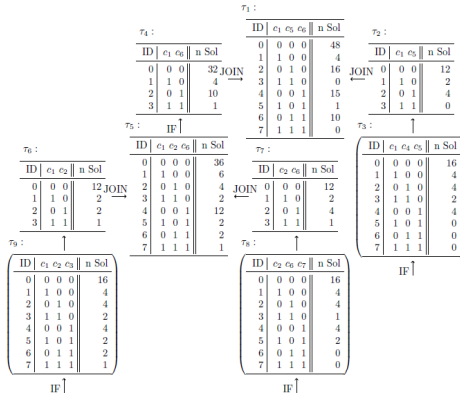 τ1 :
ID c1 c5 c6 n Sol
0 0 0 0 48
1 1 0 0 4
2 0 1 0 16
3 1 1 0 0
4 0 0 1 15
5 1 0 1 1
6 0 1 1 10
7 1 1 1 0
τ4 :
ID c1 c6 n Sol
0 0 0 32
1 1 0 4
2 0 1 10
3 1 1 1
JOIN
IF
JOIN
τ2 :
ID c1 c5 n Sol
0 0 0 12
1 1 0 2
2 0 1 4
3 1 1 0
τ3 :
ID c1 c4 c5 n Sol
0 0 0 0 16
1 1 0 0 4
2 0 1 0 4
3 1 1 0 2
4 0 0 1 4
5 1 0 1 0
6 0 1 1 0
7 1 1 1 0
IF
τ5 :
ID c1 c2 c6 n Sol
0 0 0 0 36
1 1 0 0 6
2 0 1 0 4
3 1 1 0 2
4 0 0 1 12
5 1 0 1 2
6 0 1 1 2
7 1 1 1 1
τ6 :
ID c1 c2 n Sol
0 0 0 12
1 1 0 2
2 0 1 2
3 1 1 1
JOIN
JOIN
τ7 :
ID c2 c6 n Sol
0 0 0 12
1 1 0 2
2 0 1 4
3 1 1 1
τ9 :
ID c1 c2 c3 n Sol
0 0 0 0 16
1 1 0 0 4
2 0 1 0 4
3 1 1 0 2
4 0 0 1 4
5 1 0 1 2
6 0 1 1 2
7 1 1 1 1
IF
τ8 :
ID c2 c6 c7 n Sol
0 0 0 0 16
1 1 0 0 4
2 0 1 0 4
3 1 1 0 1
4 0 0 1 4
5 1 0 1 2
6 0 1 1 0
7 1 1 1 0
IF